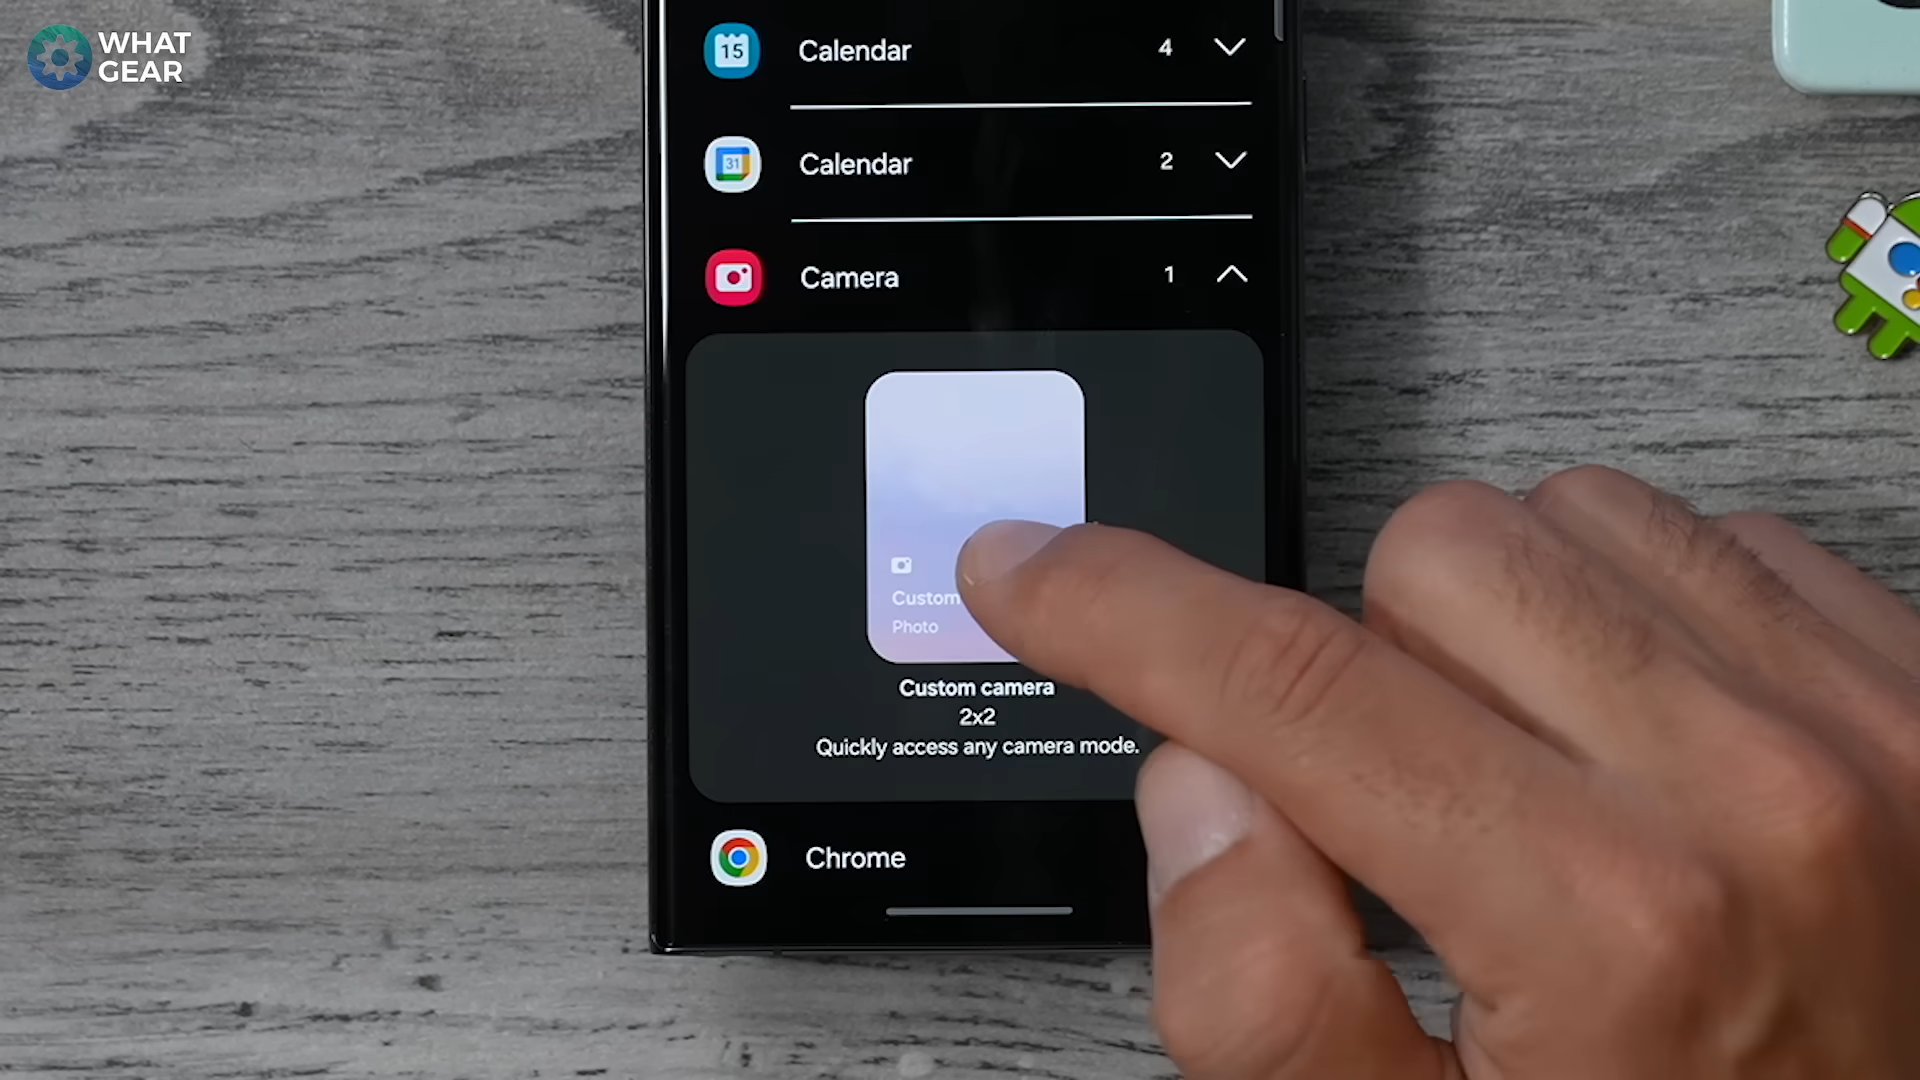 WHAT
GEAR
15
Calendar
4
31
Calendar
2
Camera
1
Custom
Photo
Custom camera
2x2
Quickly access any camera mode.
Chrome